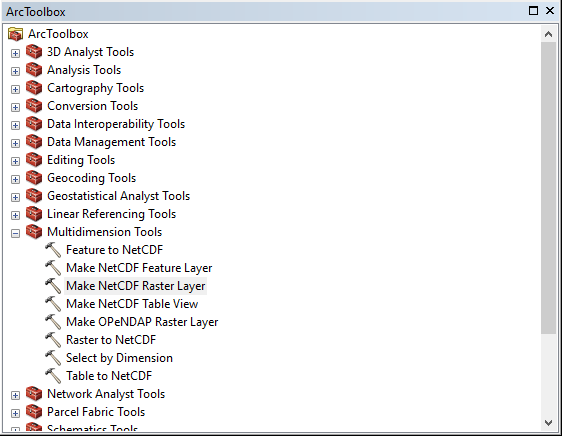 ArcToolbox
ArcToolbox
3D Analyst Tools
Analysis Tools
Cartography Tools
Conversion Tools
Data Interoperability Tools
Data Management Tools
Editing Tools
Geocoding Tools
Geostatistical Analyst Tools
Linear Referencing Tools
Multidimension Tools
Feature to NetCDF
Make NetCDF Feature Layer
Make NetCDF Raster Layer
Make NetCDF Table View
Make OPeNDAP Raster Layer
Raster to NetCDF
Select by Dimension
Table to NetCDF
Network Analyst Tools
Parcel Fabric Tools
Schematics Tools